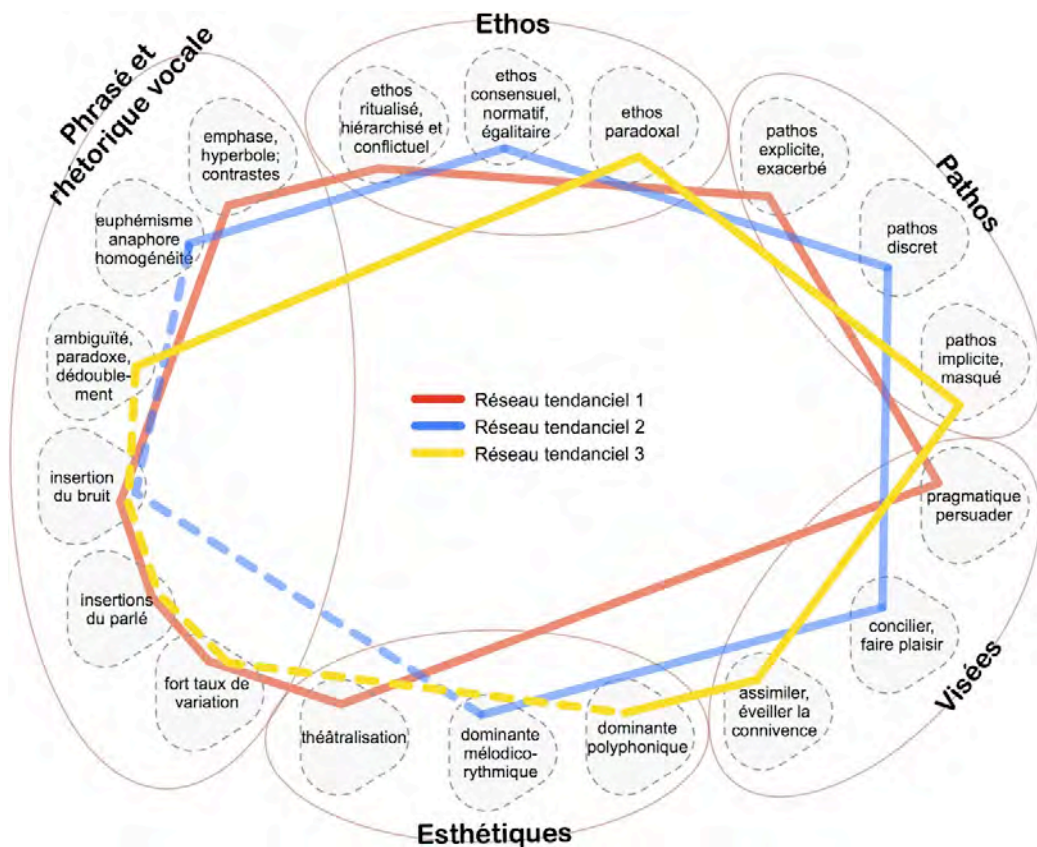 Ethos
ethos
ritualisé,
hiérarchisé et
conflictuel
ethos
consensuel,
normatif,
égalitaire
ethos
paradoxal
Pathos
pathos
explicite,
exacerbé
pathos
discret
pathos
implicite,
masqué
Visées
pragmatique
persuader
concilier,
faire plaisir
assimiler,
éveiller la
connivence
Esthétiques
dominante
polyphonique
dominante
mélodico-
rythmique
théâtralisation
Phrasé et
rhétorique vocale
fort taux de
variation
insertions
du parlé
insertion
du bruit
ambiguïté,
paradoxe,
dédouble-
ment
euphémisme
anaphore
homogénéité
emphase,
hyperbole;
contrastes
Réseau tendanciel 1
Réseau tendanciel 2
Réseau tendanciel 3